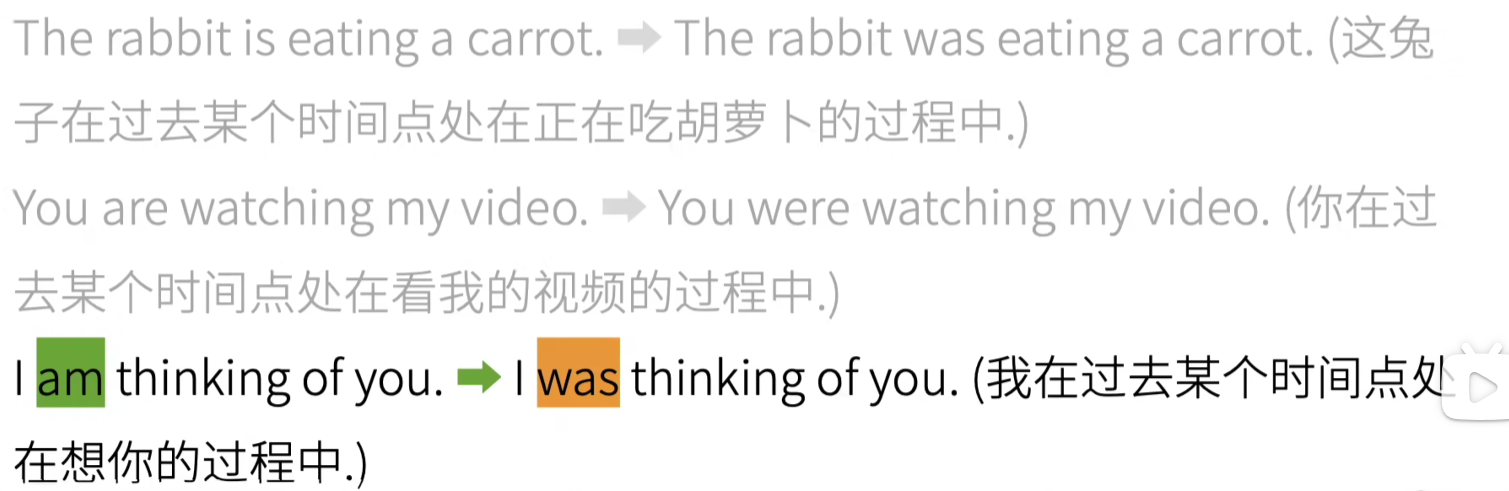 The rabbit is eating a carrot. ➡ The rabbit was eating a carrot. (这兔
子在过去某个时间点处在正在吃胡萝卜的过程中.)
You are watching my video. ➡ You were watching my video. (你在过
去某个时间点处在看我的视频的过程中.)
I am thinking of you. ➡ I was thinking of you. (我在过去某个时间点处
在想你的过程中.)